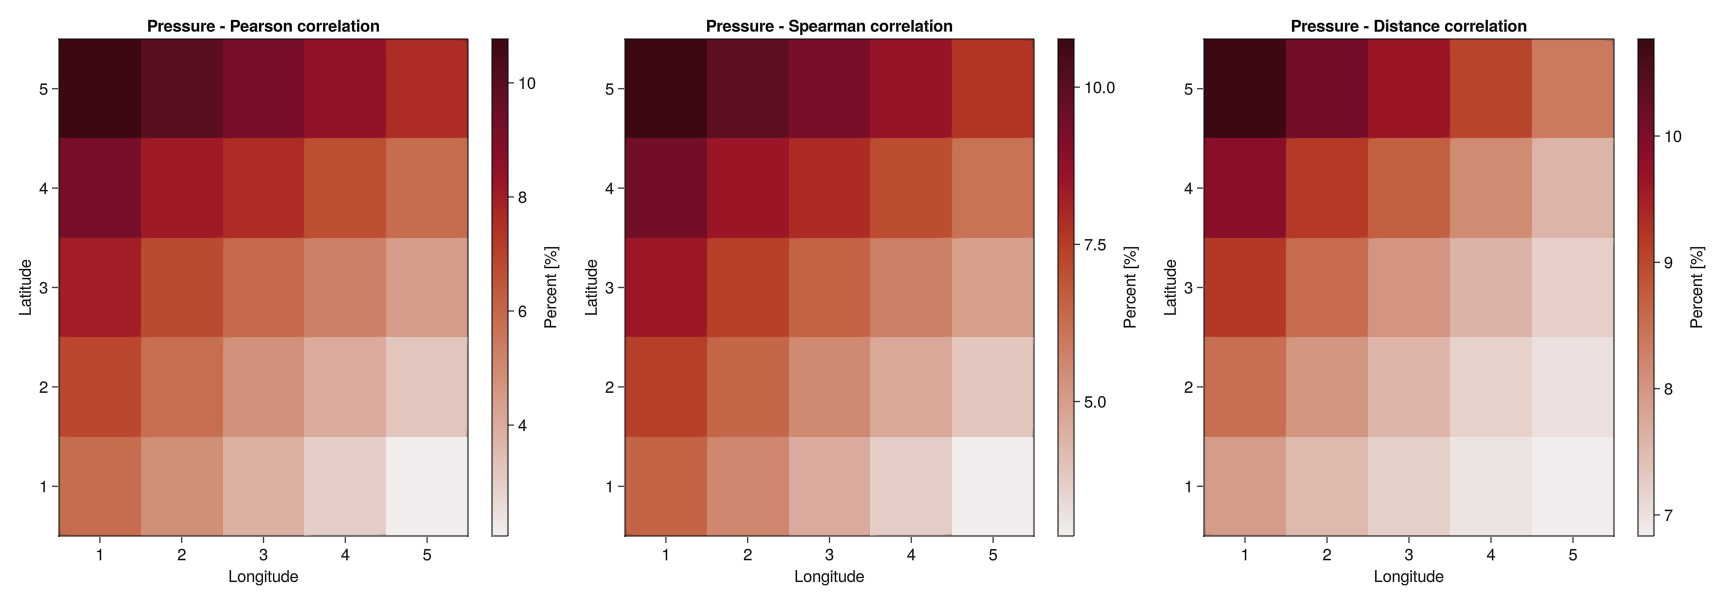 Pressure - Pearson correlation
5
4
3
2
1
Latitude
1 2 3 4 5
Longitude
10
8
6
4
Percent [%]
Pressure - Spearman correlation
5
4
3
2
1
Latitude
1 2 3 4 5
Longitude
10.0
7.5
5.0
Percent [%]
Pressure - Distance correlation
5
4
3
2
1
Latitude
1 2 3 4 5
Longitude
10
9
8
7
Percent [%]